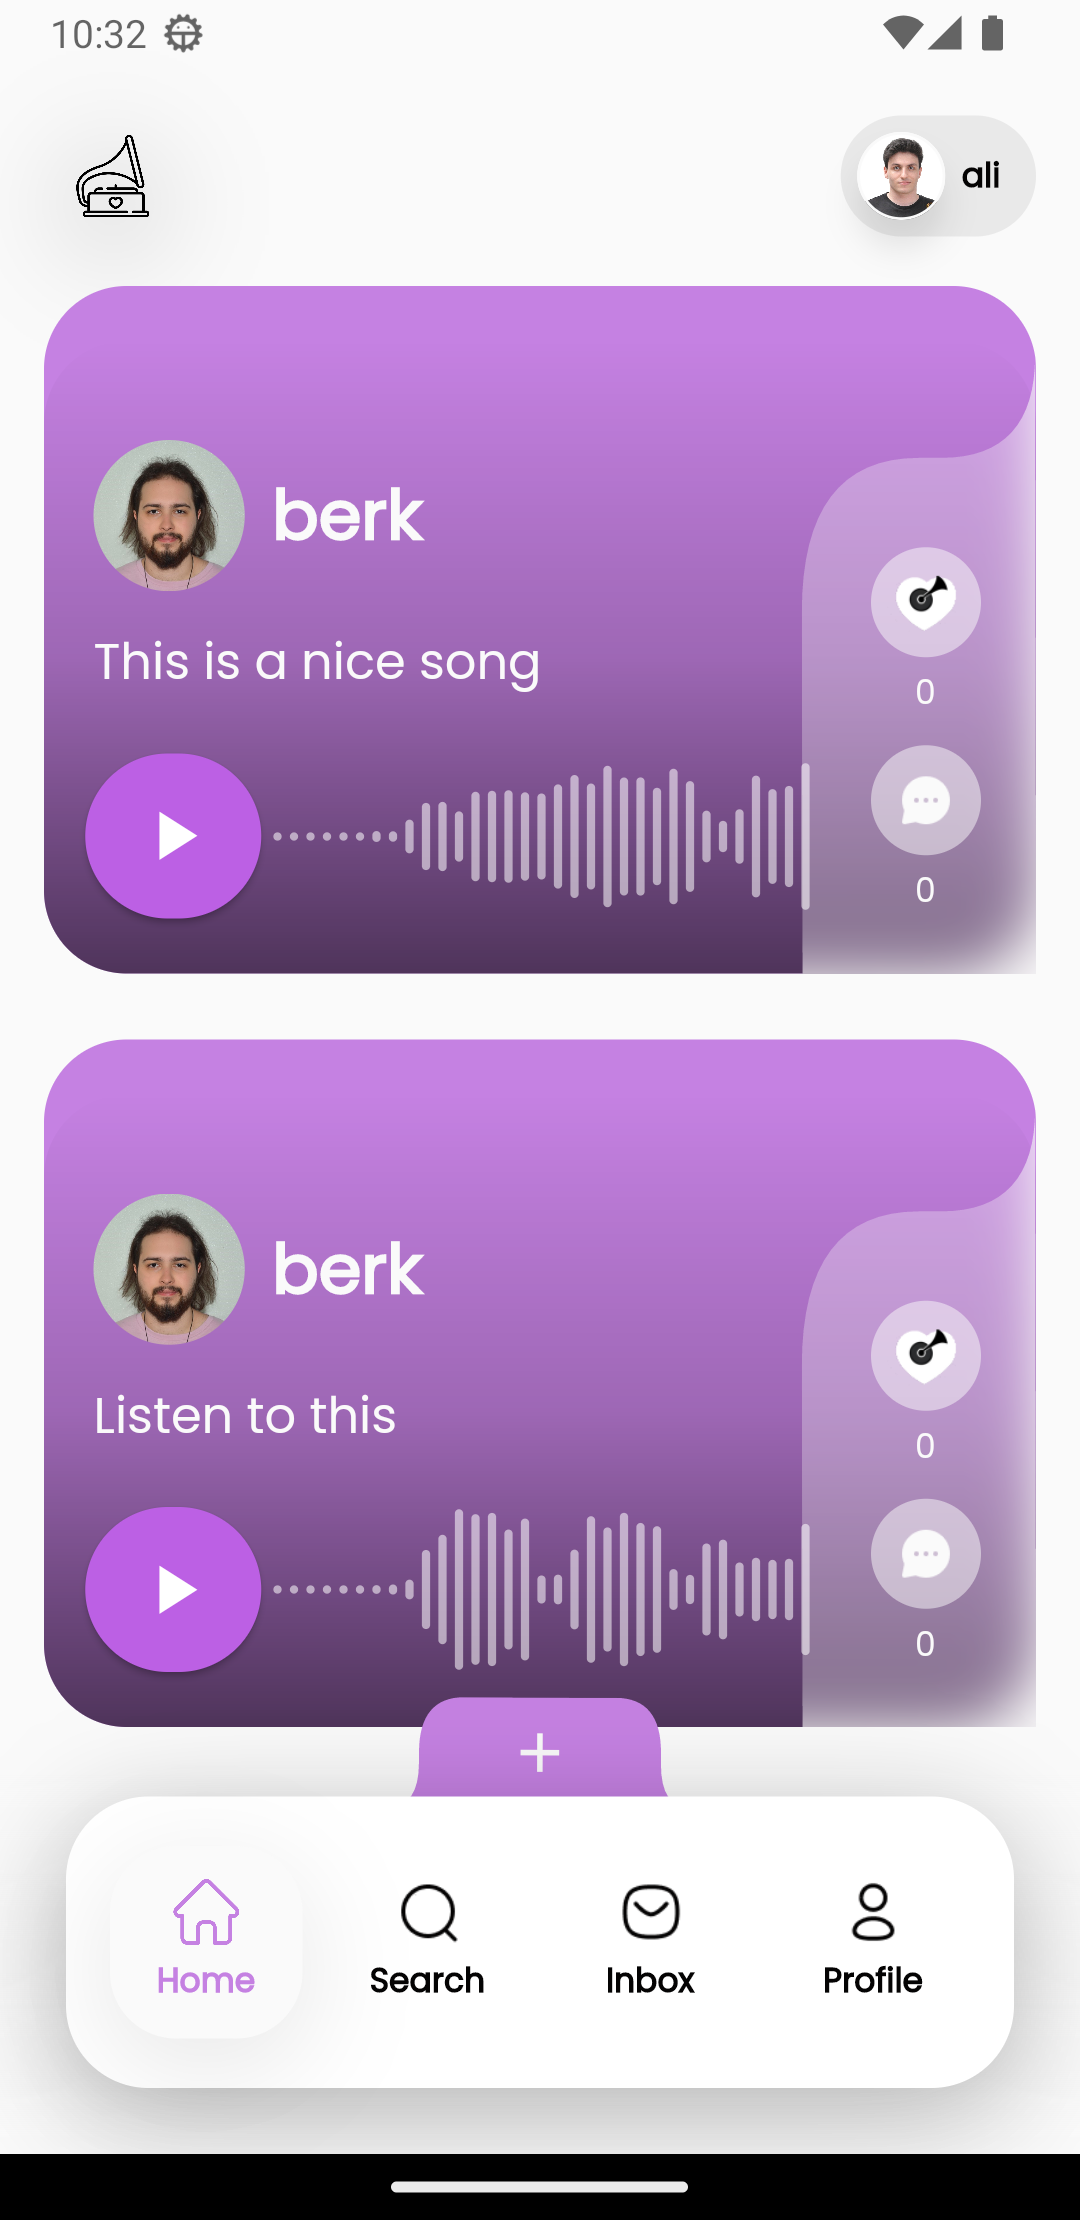 10:32
ali
berk
This is a nice song
0
0
berk
Listen to this
0
0
+
Home
Search
Inbox
Profile